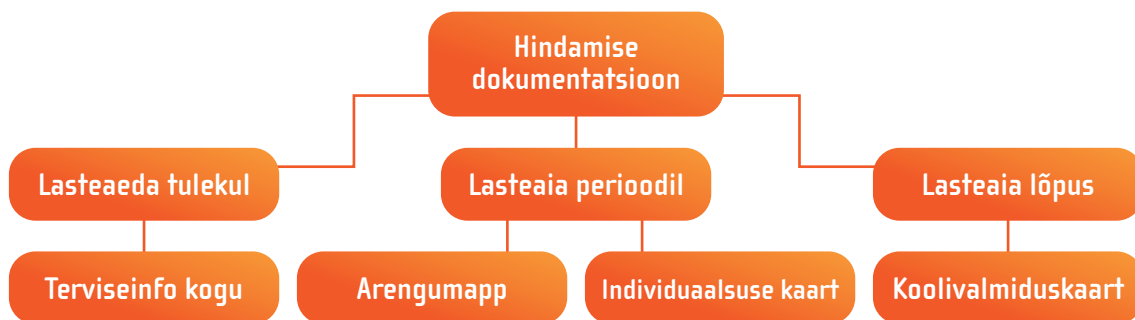 Hindamise
dokumentatsioon
Lasteaeda tulekul
Lasteaia perioodil
Lasteaia lõpus
Terviseinfo kogu
Arengumapp
Individuaalsuse kaart
Koolivalmiduskaart